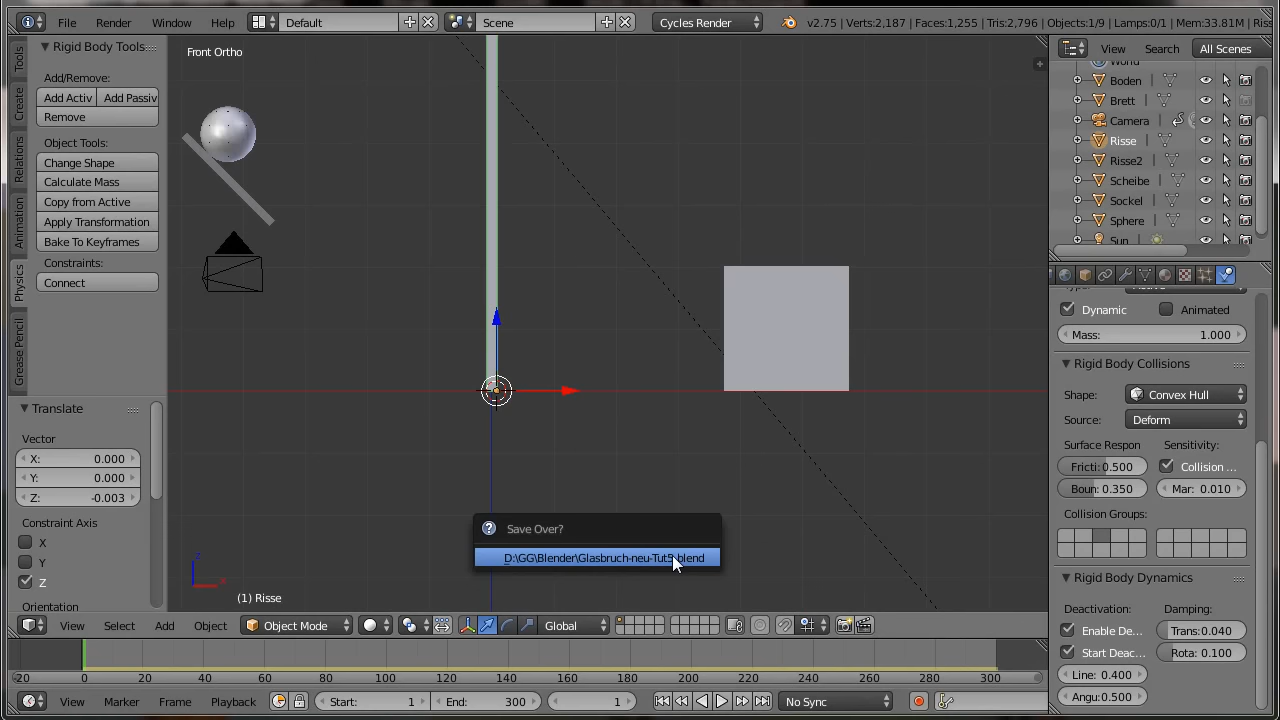 File Render Window Help Default Scene Cycles Render v2.75 | Verts:2,187 | Faces:1,255 | Tris:2,796 | Objects:1/9 | Lamps:0/1 | Mem:33.81M |
Tools
Create
Relations
Animation
Physics
Grease Pencil
Rigid Body Tools
Add/Remove:
Add Activ Add Passiv
Remove
Object Tools:
Change Shape
Calculate Mass
Copy from Active
Apply Transformation
Bake To Keyframes
Constraints:
Connect
Translate
Vector
X: 0.000
Y: 0.000
Z: -0.003
Constraint Axis
X
Y
Z
Orientation
Front Ortho
Save Over?
D:\GG\Blender\Glasbruch-neu-Tut5.blend
z
x
(1) Risse
View Search All Scenes
World
Boden
Brett
Camera
Risse
Risse2
Scheibe
Sockel
Sphere
Sun
Dynamic Animated
Mass: 1.000
Rigid Body Collisions
Shape: Convex Hull
Source: Deform
Surface Respon Sensitivity:
Fricti: 0.500 Collision ...
Boun: 0.350 Mar: 0.010
Collision Groups:
Rigid Body Dynamics
Deactivation: Damping:
Enable De... Trans:0.040
Start Deac... Rota: 0.100
Line: 0.400
Angu:0.500
View Select Add Object Object Mode Global
-20 0 20 40 60 80 100 120 140 160 180 200 220 240 260 280 300
View Marker Frame Playback Start: 1 End: 300 1 No Sync